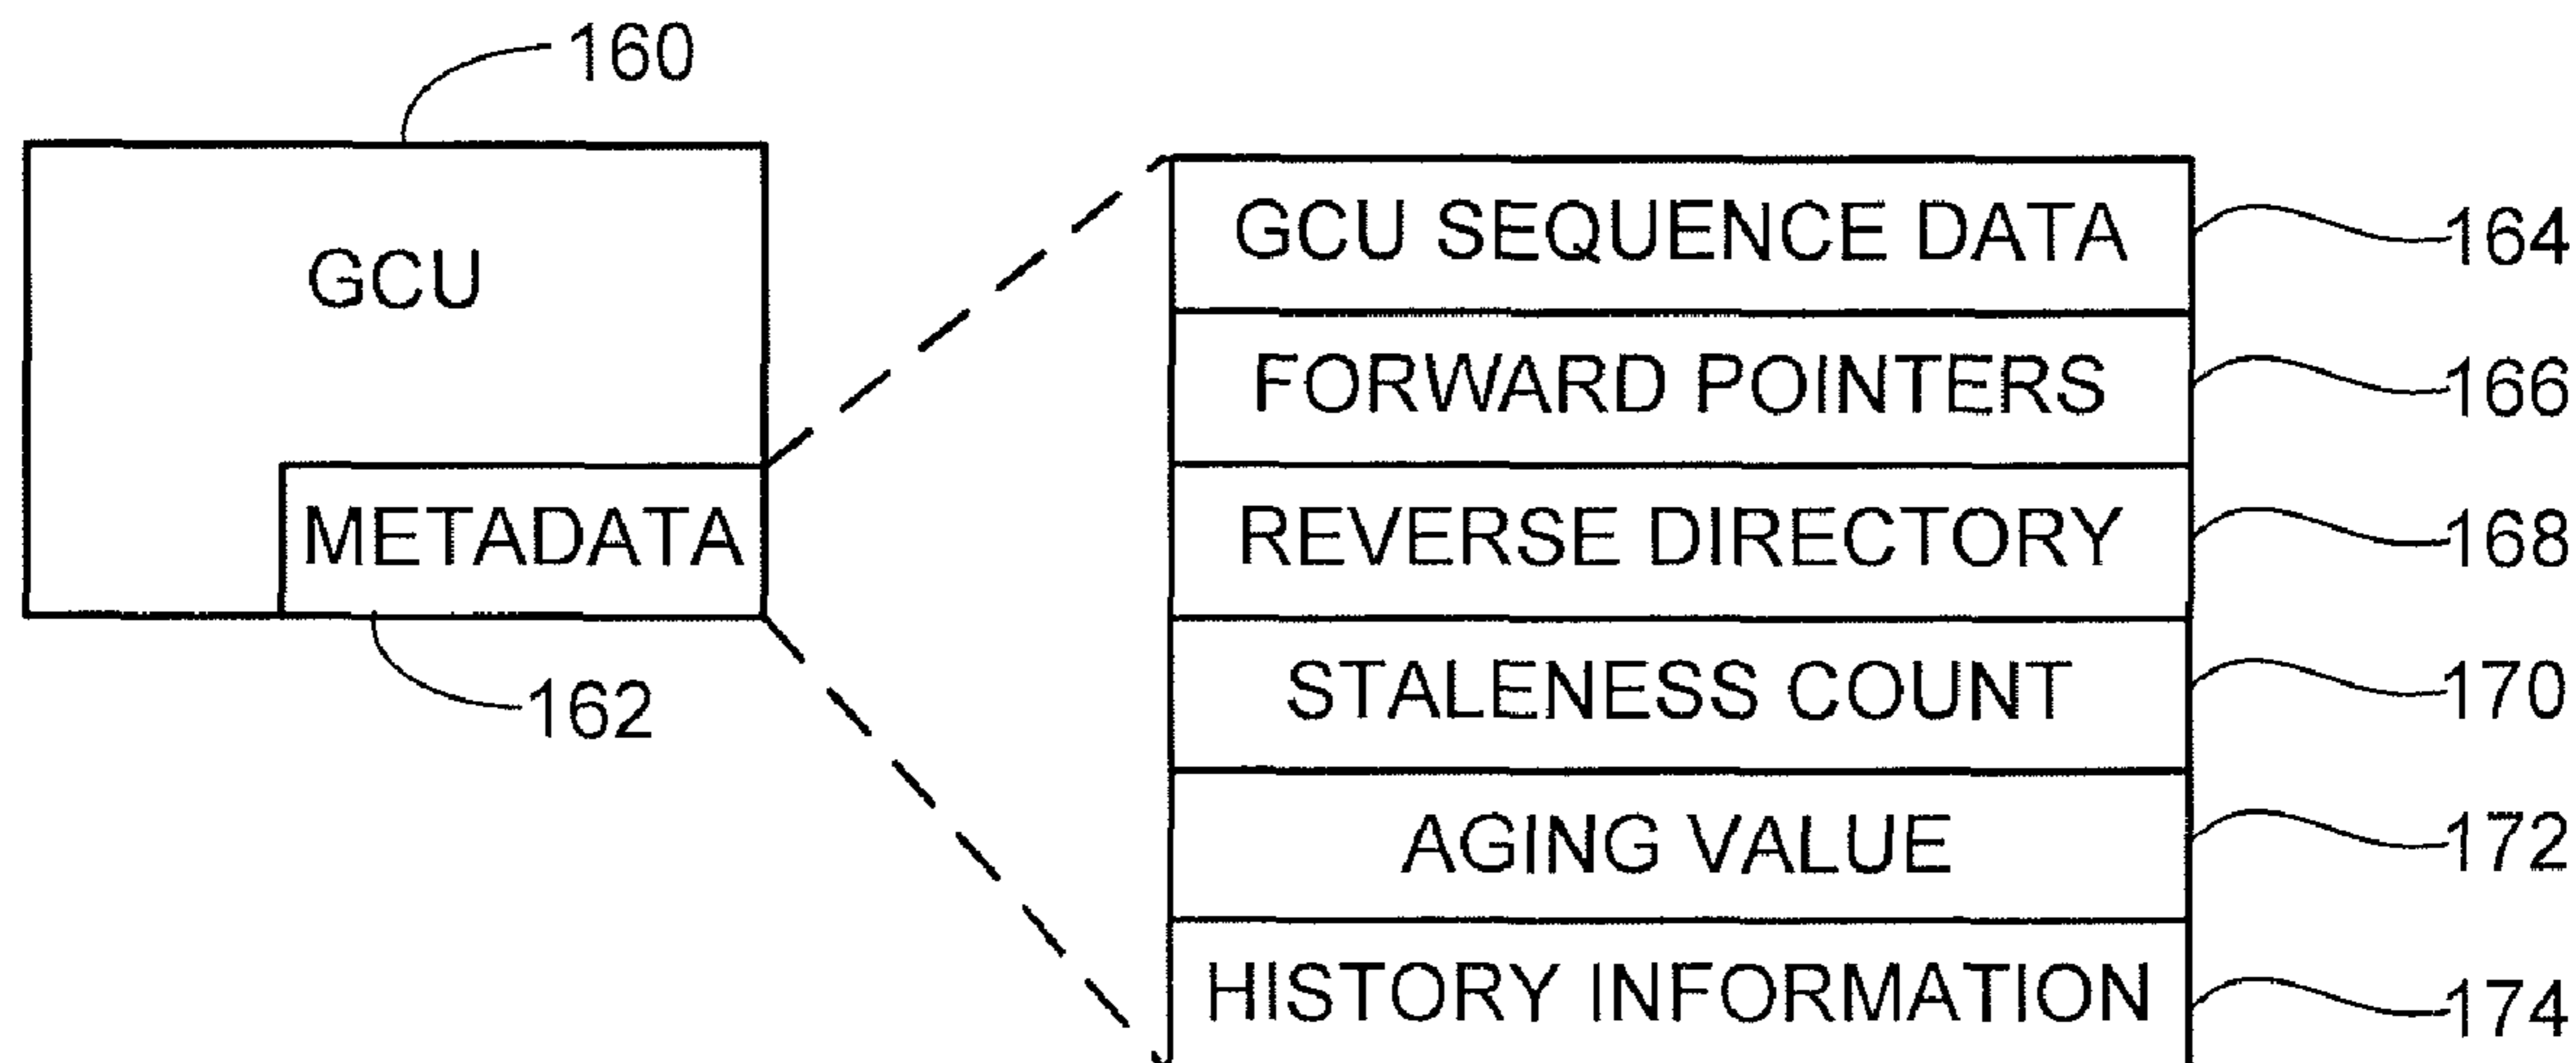 160
GCU
METADATA
162
GCU SEQUENCE DATA
164
FORWARD POINTERS
166
REVERSE DIRECTORY
168
STALENESS COUNT
170
AGING VALUE
172
HISTORY INFORMATION
174